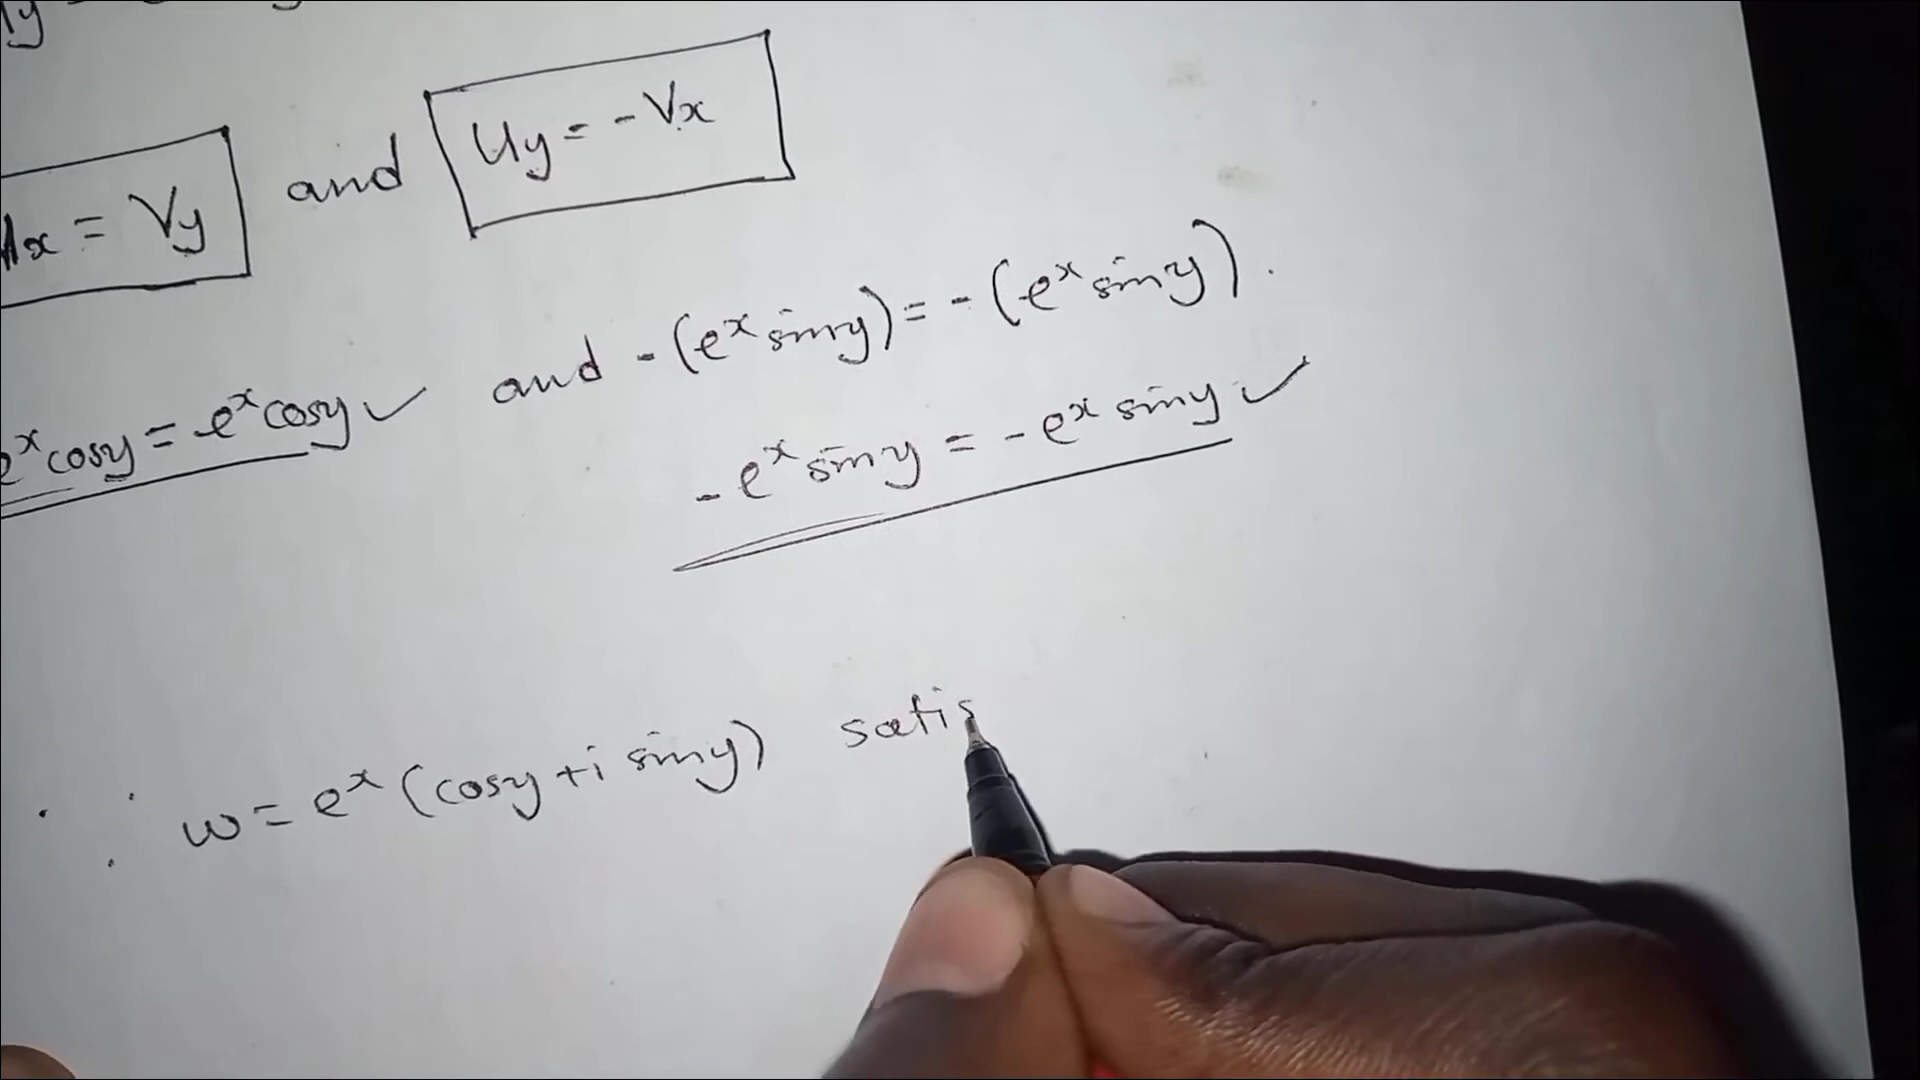 Ux = Vy and Uy = - Vx
e^x cosy = e^x cosy ✓ and - (e^x siny) = - (e^x siny).
- e^x siny = - e^x siny ✓
∴ w = e^x (cosy + i siny) satis